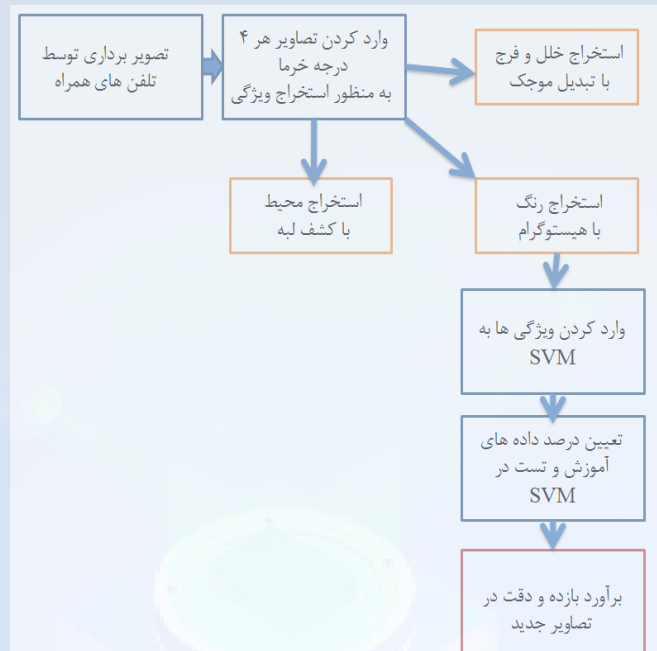 تصویر برداری توسط
تلفن های همراه
وارد کردن تصاویر هر ۴
درجه خرما
به منظور استخراج ویژگی
استخراج خلل و فرج
با تبدیل موجک
استخراج محیط
با کشف لبه
استخراج رنگ
با هیستوگرام
وارد کردن ویژگی ها به
SVM
تعیین درصد داده های
آموزش و تست در
SVM
برآورد بازده و دقت در
تصاویر جدید